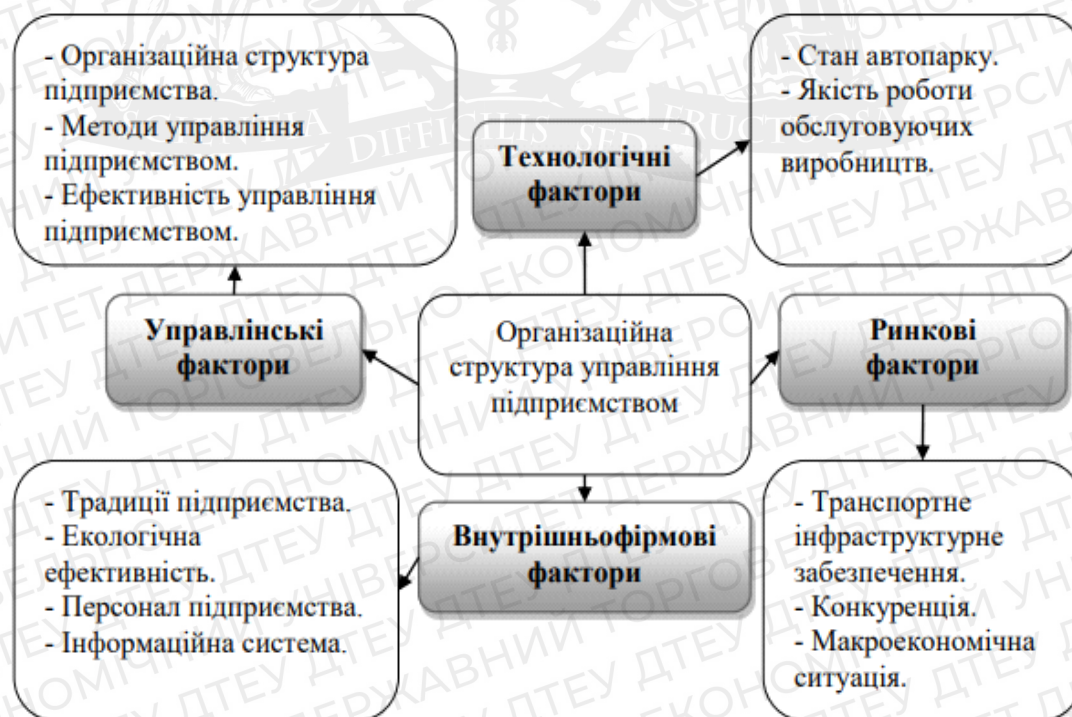 - Організаційна структура
підприємства.
- Методи управління
підприємством.
- Ефективність управління
підприємством.
Технологічні
фактори
- Стан автопарку.
- Якість роботи
обслуговуючих
виробництв.
Управлінські
фактори
Організаційна
структура управління
підприємством
Ринкові
фактори
- Традиції підприємства.
- Екологічна
ефективність.
- Персонал підприємства.
- Інформаційна система.
Внутрішньофірмові
фактори
- Транспортне
інфраструктурне
забезпечення.
- Конкуренція.
- Макроекономічна
ситуація.